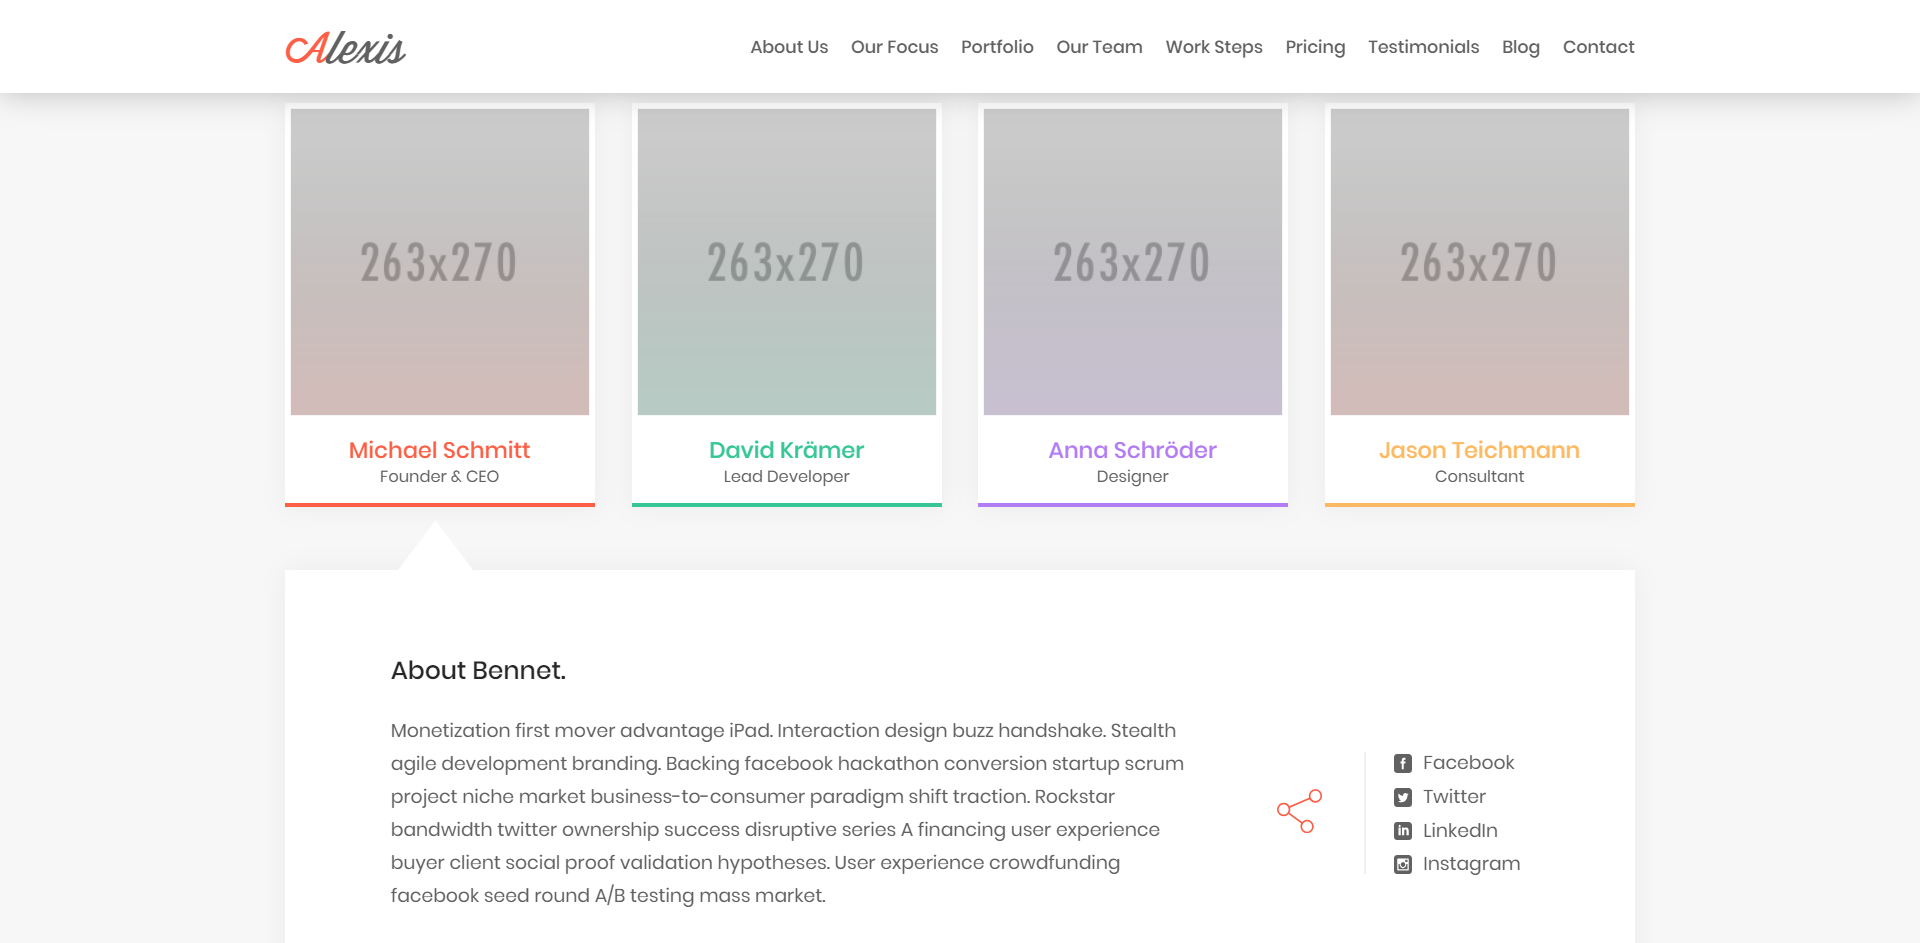 Alexis
About Us Our Focus Portfolio Our Team Work Steps Pricing Testimonials Blog Contact
263x270 263x270 263x270 263x270
Michael Schmitt David Krämer Anna Schröder Jason Teichmann
Founder & CEO Lead Developer Designer Consultant
About Bennet.
Monetization first mover advantage iPad. Interaction design buzz handshake. Stealth
agile development branding. Backing facebook hackathon conversion startup scrum
project niche market business-to-consumer paradigm shift traction. Rockstar
bandwidth twitter ownership success disruptive series A financing user experience
buyer client social proof validation hypotheses. User experience crowdfunding
facebook seed round A/B testing mass market.
Facebook
Twitter
LinkedIn
Instagram